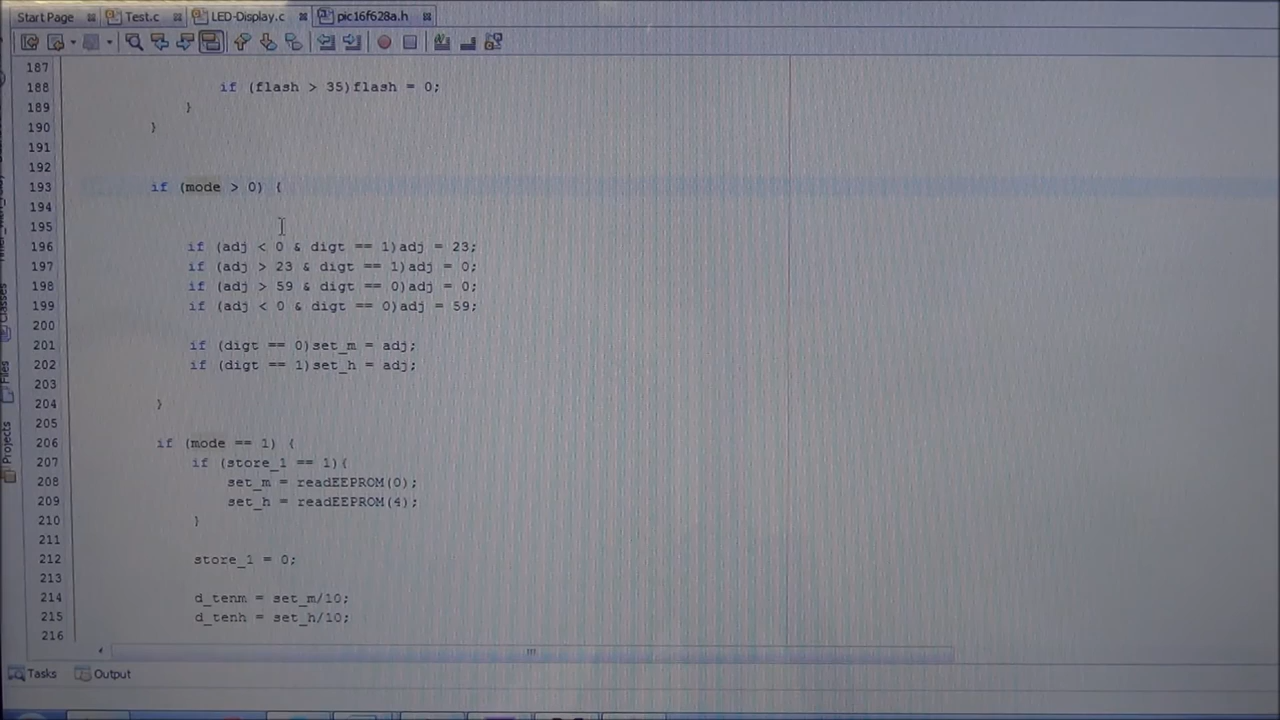 Start Page Test.c LED-Display.c pic16f628a.h
187
188 if (flash > 35)flash = 0;
189 }
190 }
191
192
193 if (mode > 0) {
194
195
196 if (adj < 0 & digt == 1)adj = 23;
197 if (adj > 23 & digt == 1)adj = 0;
198 if (adj > 59 & digt == 0)adj = 0;
199 if (adj < 0 & digt == 0)adj = 59;
200
201 if (digt == 0)set_m = adj;
202 if (digt == 1)set_h = adj;
203
204 }
205
206 if (mode == 1) {
207 if (store_1 == 1){
208 set_m = readEEPROM(0);
209 set_h = readEEPROM(4);
210 }
211
212 store_1 = 0;
213
214 d_tenm = set_m/10;
215 d_tenh = set_h/10;
216
Classes
Files
Projects
Tasks Output